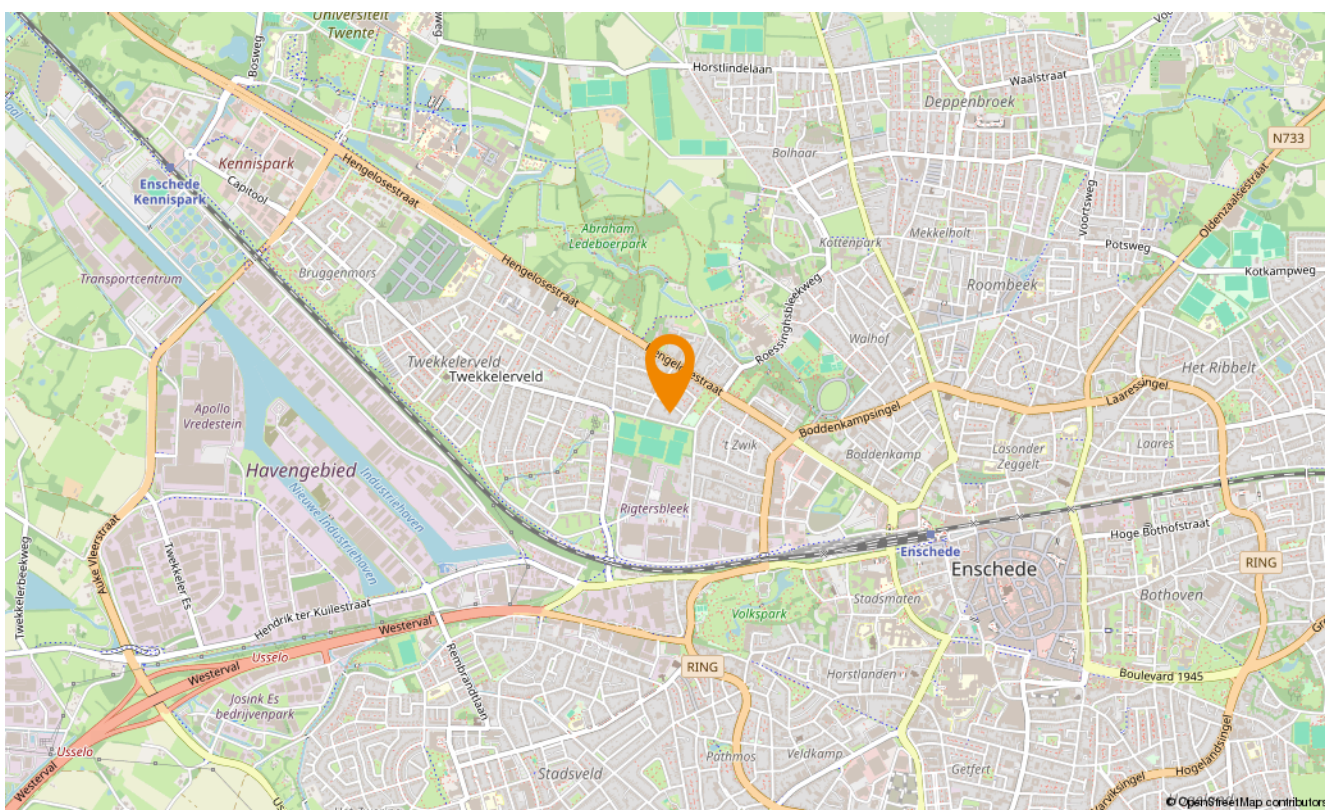 Universiteit
Twente
Bosweg
Horstlindelaan
Waalstraat
Deppenbroek
N733
Kennispark
Hengelosestraat
Bolhaar
Enschede
Kennispark
Capitool
Voortsweg
Oldenzaalsestraat
Abraham
Ledeboerpark
Kottenpark
Mekkelholt
Potsweg
Kotkampweg
Transportcentrum
Bruggenmors
Hengelosestraat
Roombeek
Roessinghsbleekweg
Walhof
Twekkelerveld
Twekkelerveld
Hengelosestraat
Het Ribbelt
Laaressingel
Apollo
Vredestein
Boddenkampsingel
't Zwik
Boddenkamp
Lasonder
Zeggelt
Laares
Havengebied
Industriehaven
Nieuwe Industriehaven
Rigtersbleek
Hoge Bothofstraat
Enschede
Enschede
RING
Auke Vleerstraat
Twekkelerbeekweg
Twekkeler Es
Hendrik ter Kuilestraat
Stadsmaten
Bothoven
Volkspark
Westerval
Usselo
Westerval
Rembrandtlaan
RING
Horstlanden
Boulevard 1945
Josink Es
bedrijvenpark
Usselo
Westerval
Pathmos
Veldkamp
Getfert
Stadsveld
Hogelandsingel
© OpenStreetMap contributors